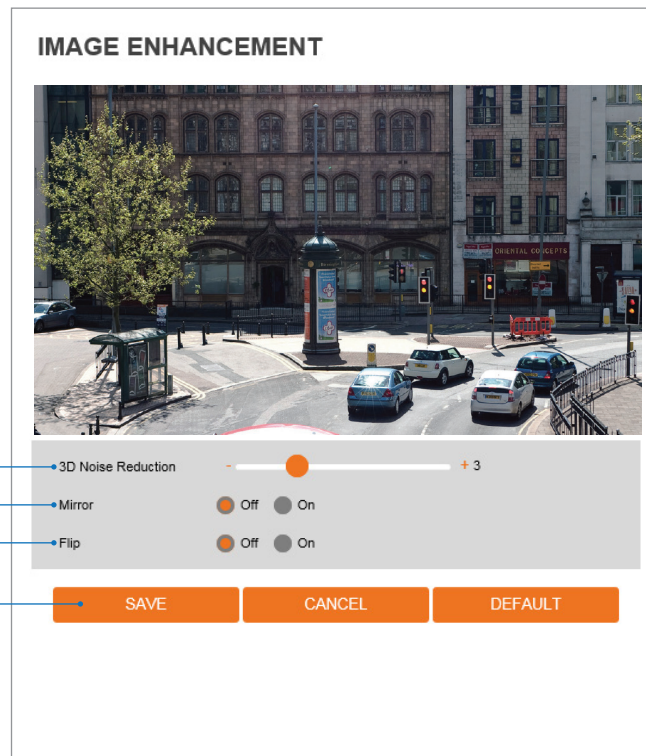 IMAGE ENHANCEMENT
ORIENTAL CONCEPTS
3D Noise Reduction - + 3
Mirror Off On
Flip Off On
SAVE CANCEL DEFAULT